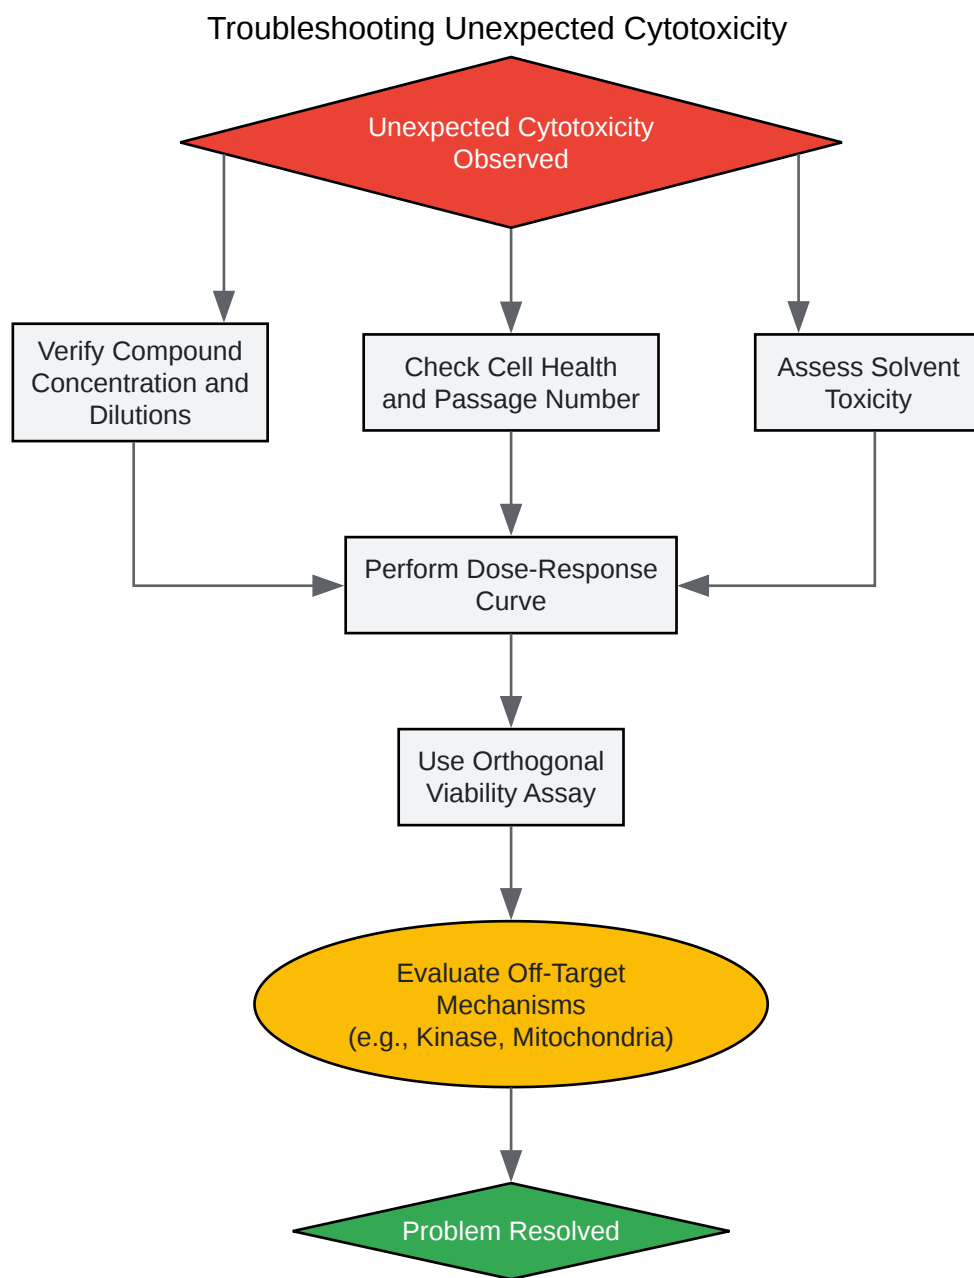 Troubleshooting Unexpected Cytotoxicity
Unexpected Cytotoxicity
Observed
Verify Compound
Concentration and
Dilutions
Check Cell Health
and Passage Number
Assess Solvent
Toxicity
Perform Dose-Response
Curve
Use Orthogonal
Viability Assay
Evaluate Off-Target
Mechanisms
(e.g., Kinase, Mitochondria)
Problem Resolved